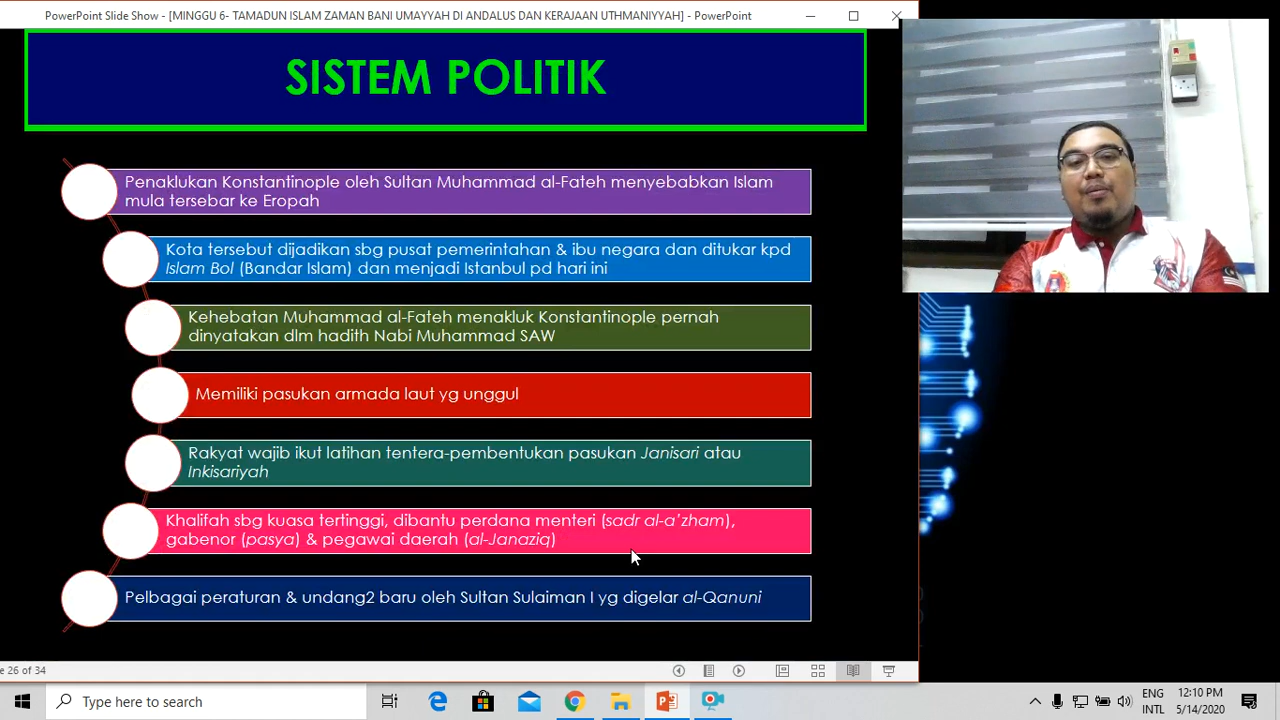 PowerPoint Slide Show - [MINGGU 6- TAMADUN ISLAM ZAMAN BANI UMAYYAH DI ANDALUS DAN KERAJAAN UTHMANIYYAH] - PowerPoint
SISTEM POLITIK
Penaklukan Konstantinople oleh Sultan Muhammad al-Fateh menyebabkan Islam
mula tersebar ke Eropah
Kota tersebut dijadikan sbg pusat pemerintahan & ibu negara dan ditukar kpd
Islam Bol (Bandar Islam) dan menjadi Istanbul pd hari ini
Kehebatan Muhammad al-Fateh menakluk Konstantinople pernah
dinyatakan dlm hadith Nabi Muhammad SAW
Memiliki pasukan armada laut yg unggul
Rakyat wajib ikut latihan tentera-pembentukan pasukan Janisari atau
Inkisariyah
Khalifah sbg kuasa tertinggi, dibantu perdana menteri (sadr al-a’zham),
gabenor (pasya) & pegawai daerah (al-Janaziq)
Pelbagai peraturan & undang2 baru oleh Sultan Sulaiman I yg digelar al-Qanuni
e 26 of 34
Type here to search
ENG
INTL
12:10 PM
5/14/2020